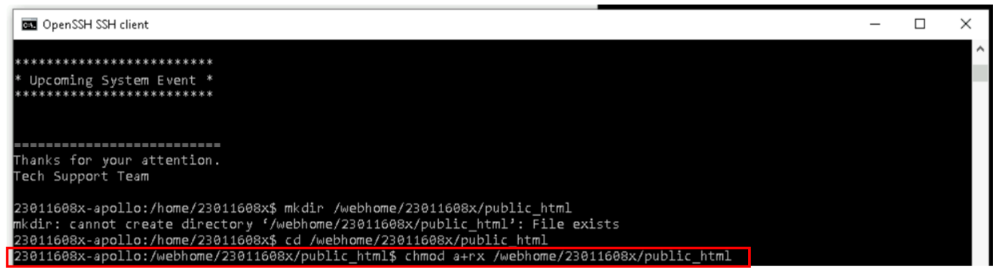 OpenSSH SSH client
*************************
* Upcoming System Event *
*************************
==========================
Thanks for your attention.
Tech Support Team
23011608x-apollo:/home/23011608x$ mkdir /webhome/23011608x/public_html
mkdir: cannot create directory ‘/webhome/23011608x/public_html’: File exists
23011608x-apollo:/home/23011608x$ cd /webhome/23011608x/public_html
23011608x-apollo:/webhome/23011608x/public_html$ chmod a+rx /webhome/23011608x/public_html